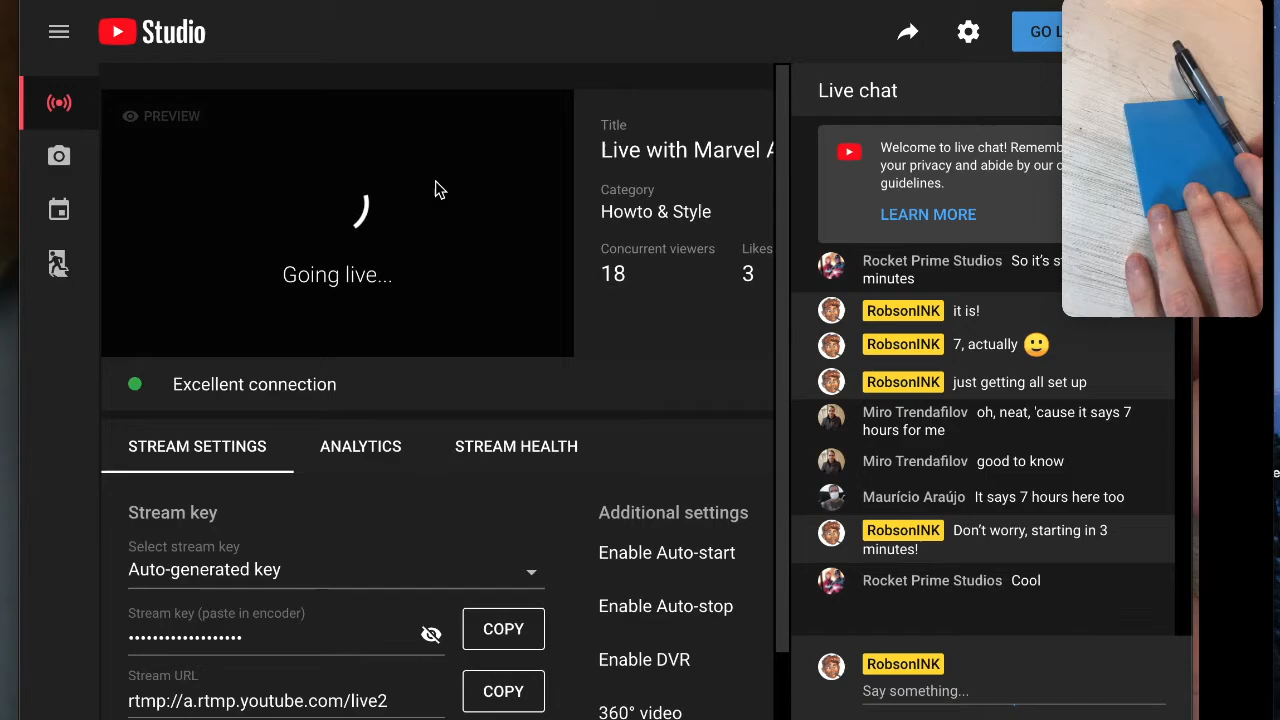 Studio
GO L
PREVIEW
Going live...
Title
Live with Marvel A
Category
Howto & Style
Concurrent viewers
Likes
18
3
Excellent connection
STREAM SETTINGS
ANALYTICS
STREAM HEALTH
Stream key
Select stream key
Auto-generated key
Stream key (paste in encoder)
•••••••••••••••••••
COPY
Stream URL
rtmp://a.rtmp.youtube.com/live2
COPY
Additional settings
Enable Auto-start
Enable Auto-stop
Enable DVR
360° video
Live chat
Welcome to live chat! Rememb
your privacy and abide by our c
guidelines.
LEARN MORE
Rocket Prime Studios So it's s
minutes
RobsonINK it is!
RobsonINK 7, actually 🙂
RobsonINK just getting all set up
Miro Trendafilov oh, neat, 'cause it says 7
hours for me
Miro Trendafilov good to know
Maurício Araújo It says 7 hours here too
RobsonINK Don't worry, starting in 3
minutes!
Rocket Prime Studios Cool
RobsonINK
Say something...